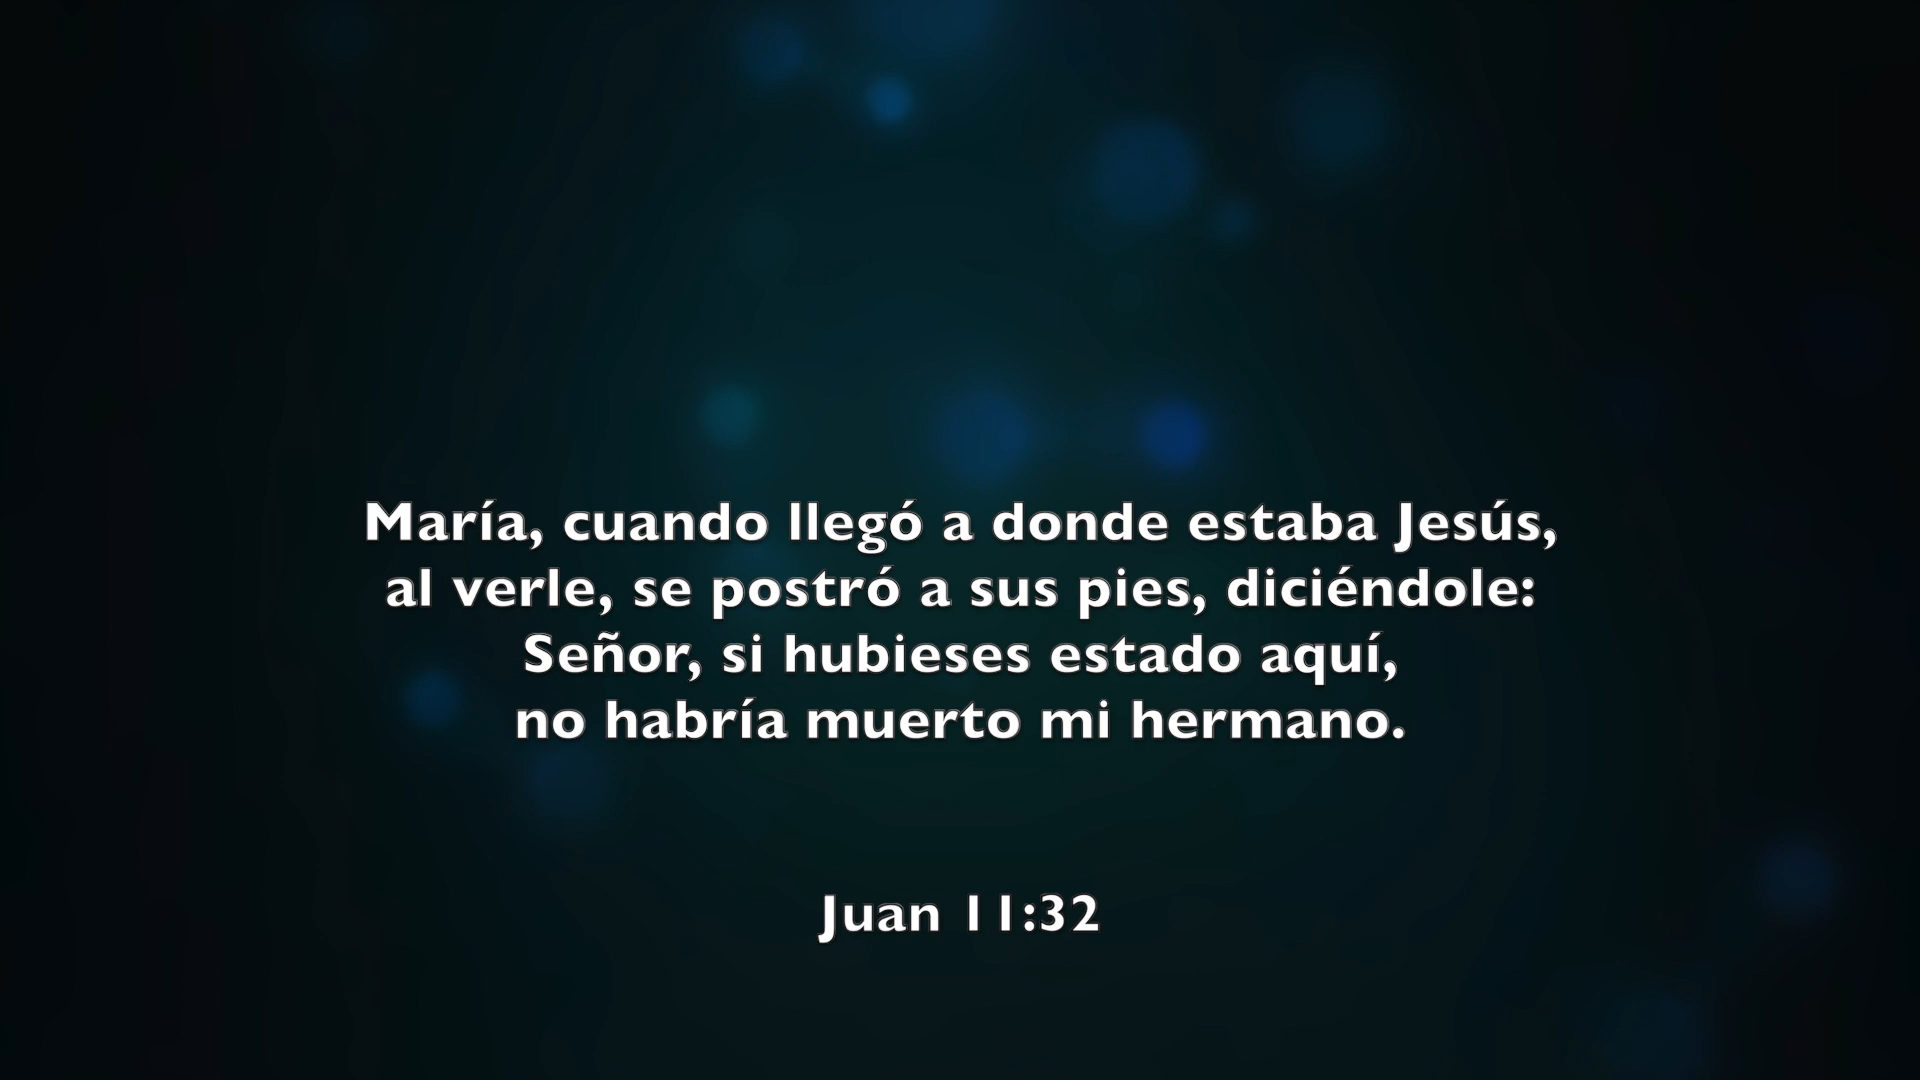 María, cuando llegó a donde estaba Jesús,
al verle, se postró a sus pies, diciéndole:
Señor, si hubieses estado aquí,
no habría muerto mi hermano.
Juan 11:32